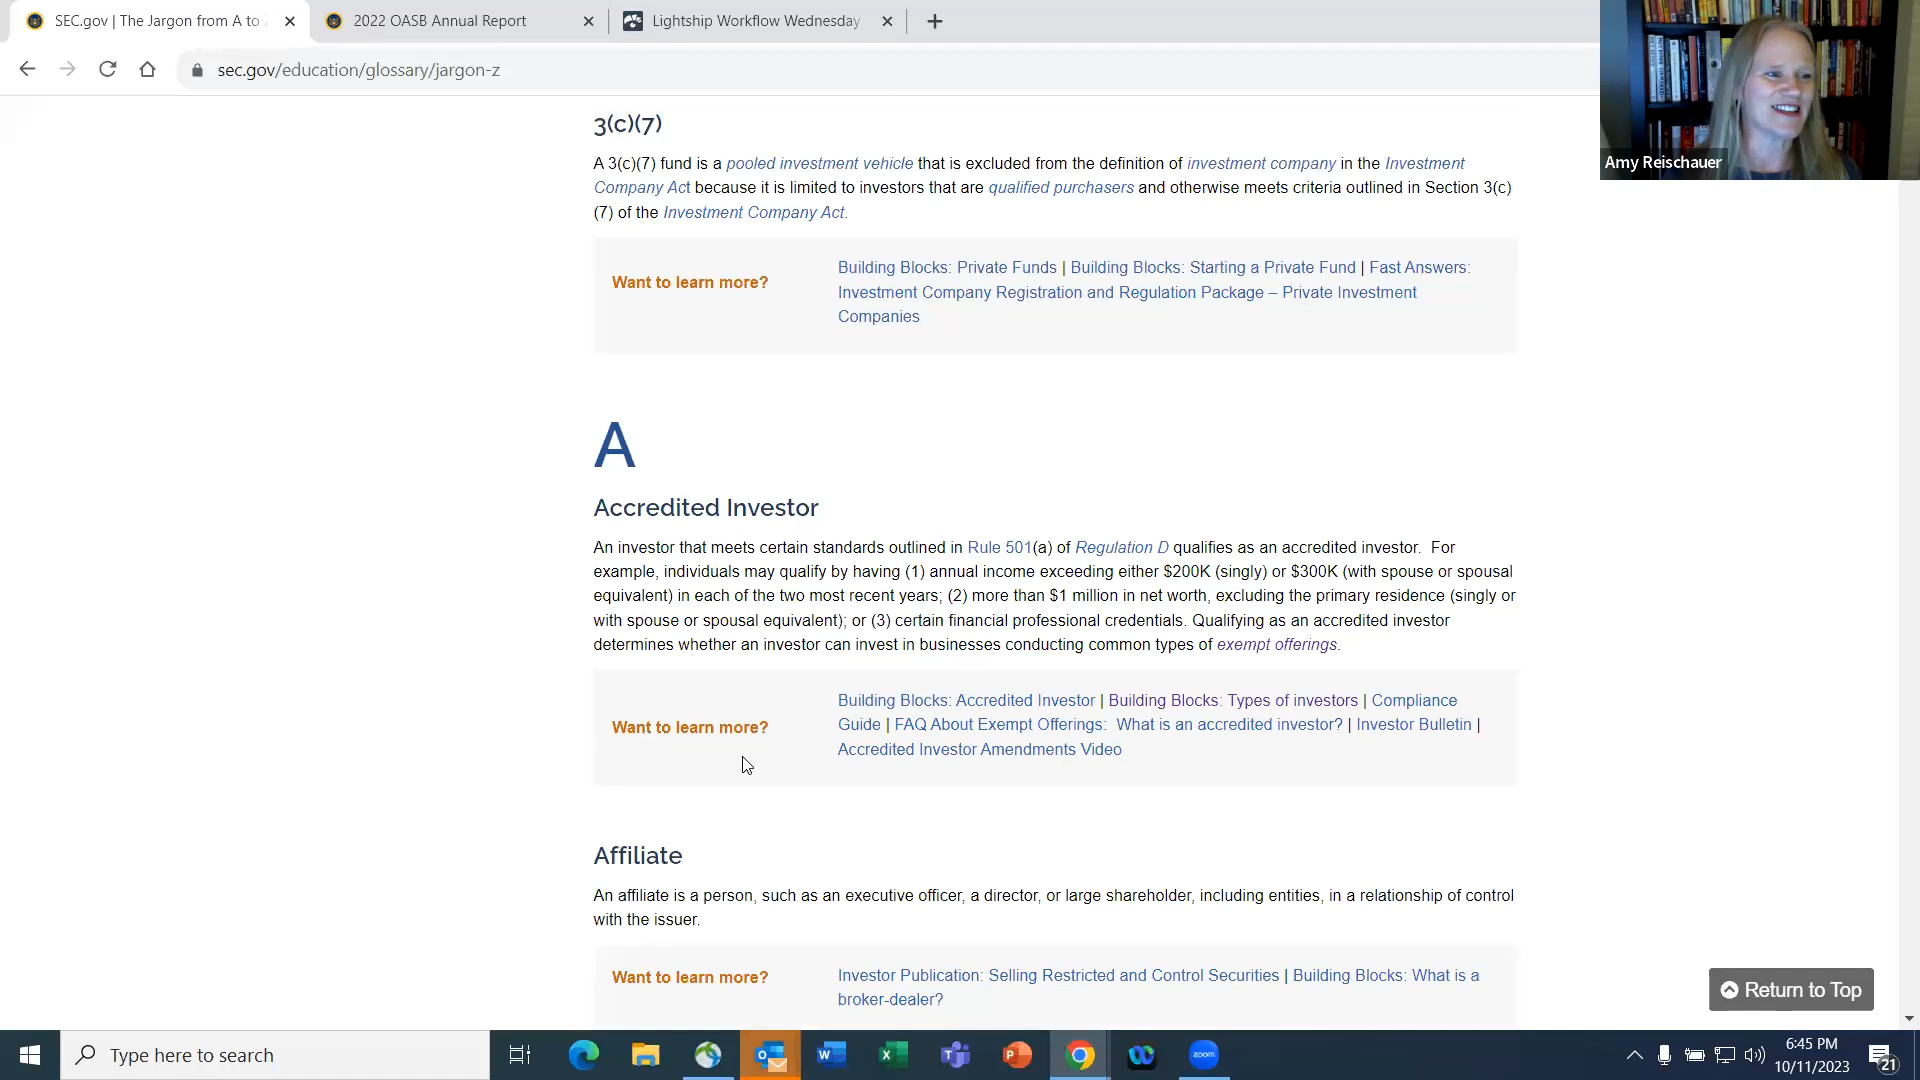 SEC.gov | The Jargon from A to
2022 OASB Annual Report
Lightship Workflow Wednesday
sec.gov/education/glossary/jargon-z
Amy Reischauer
3(c)(7)
A 3(c)(7) fund is a pooled investment vehicle that is excluded from the definition of investment company in the Investment
Company Act because it is limited to investors that are qualified purchasers and otherwise meets criteria outlined in Section 3(c)
(7) of the Investment Company Act.
Want to learn more?
Building Blocks: Private Funds | Building Blocks: Starting a Private Fund | Fast Answers:
Investment Company Registration and Regulation Package – Private Investment
Companies
A
Accredited Investor
An investor that meets certain standards outlined in Rule 501(a) of Regulation D qualifies as an accredited investor.  For
example, individuals may qualify by having (1) annual income exceeding either $200K (singly) or $300K (with spouse or spousal
equivalent) in each of the two most recent years; (2) more than $1 million in net worth, excluding the primary residence (singly or
with spouse or spousal equivalent); or (3) certain financial professional credentials. Qualifying as an accredited investor
determines whether an investor can invest in businesses conducting common types of exempt offerings.
Want to learn more?
Building Blocks: Accredited Investor | Building Blocks: Types of investors | Compliance
Guide | FAQ About Exempt Offerings:  What is an accredited investor? | Investor Bulletin |
Accredited Investor Amendments Video
Affiliate
An affiliate is a person, such as an executive officer, a director, or large shareholder, including entities, in a relationship of control
with the issuer.
Want to learn more?
Investor Publication: Selling Restricted and Control Securities | Building Blocks: What is a
broker-dealer?
Return to Top
Type here to search
zoom
6:45 PM
10/11/2023
21